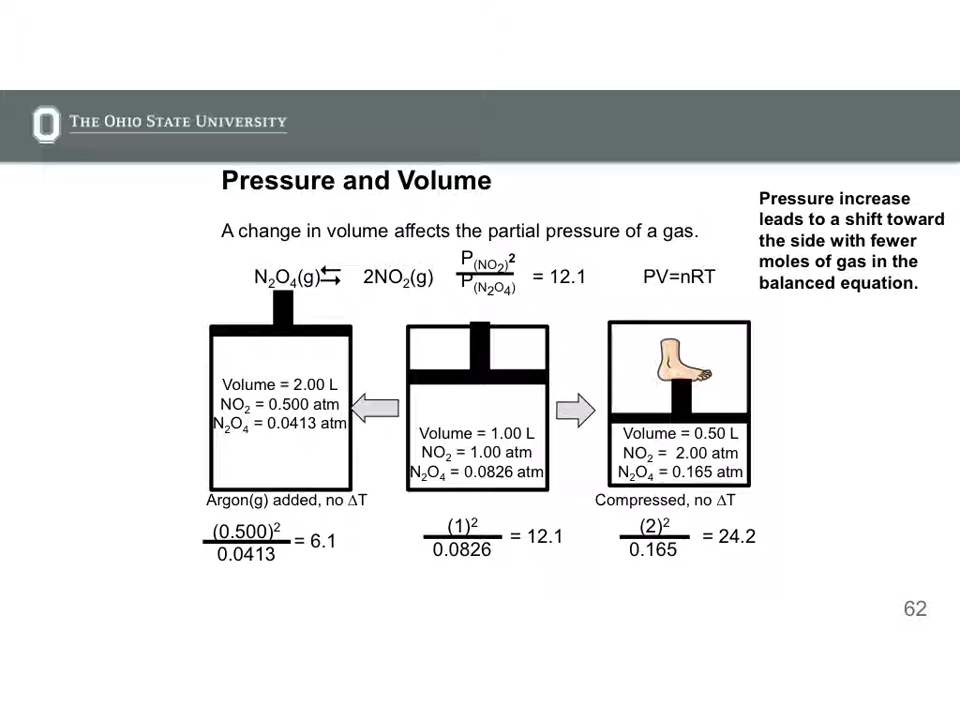 THE OHIO STATE UNIVERSITY
Pressure and Volume
A change in volume affects the partial pressure of a gas.
Pressure increase
leads to a shift toward
the side with fewer
moles of gas in the
balanced equation.
N₂O₄(g)⇆ 2NO₂(g)
P(NO₂)²
P(N₂O₄)
= 12.1
PV=nRT
Volume = 2.00 L
NO₂ = 0.500 atm
N₂O₄ = 0.0413 atm
Volume = 1.00 L
NO₂ = 1.00 atm
N₂O₄ = 0.0826 atm
Volume = 0.50 L
NO₂ = 2.00 atm
N₂O₄ = 0.165 atm
Argon(g) added, no ΔT
Compressed, no ΔT
(0.500)²
0.0413
= 6.1
(1)²
0.0826
= 12.1
(2)²
0.165
= 24.2
62